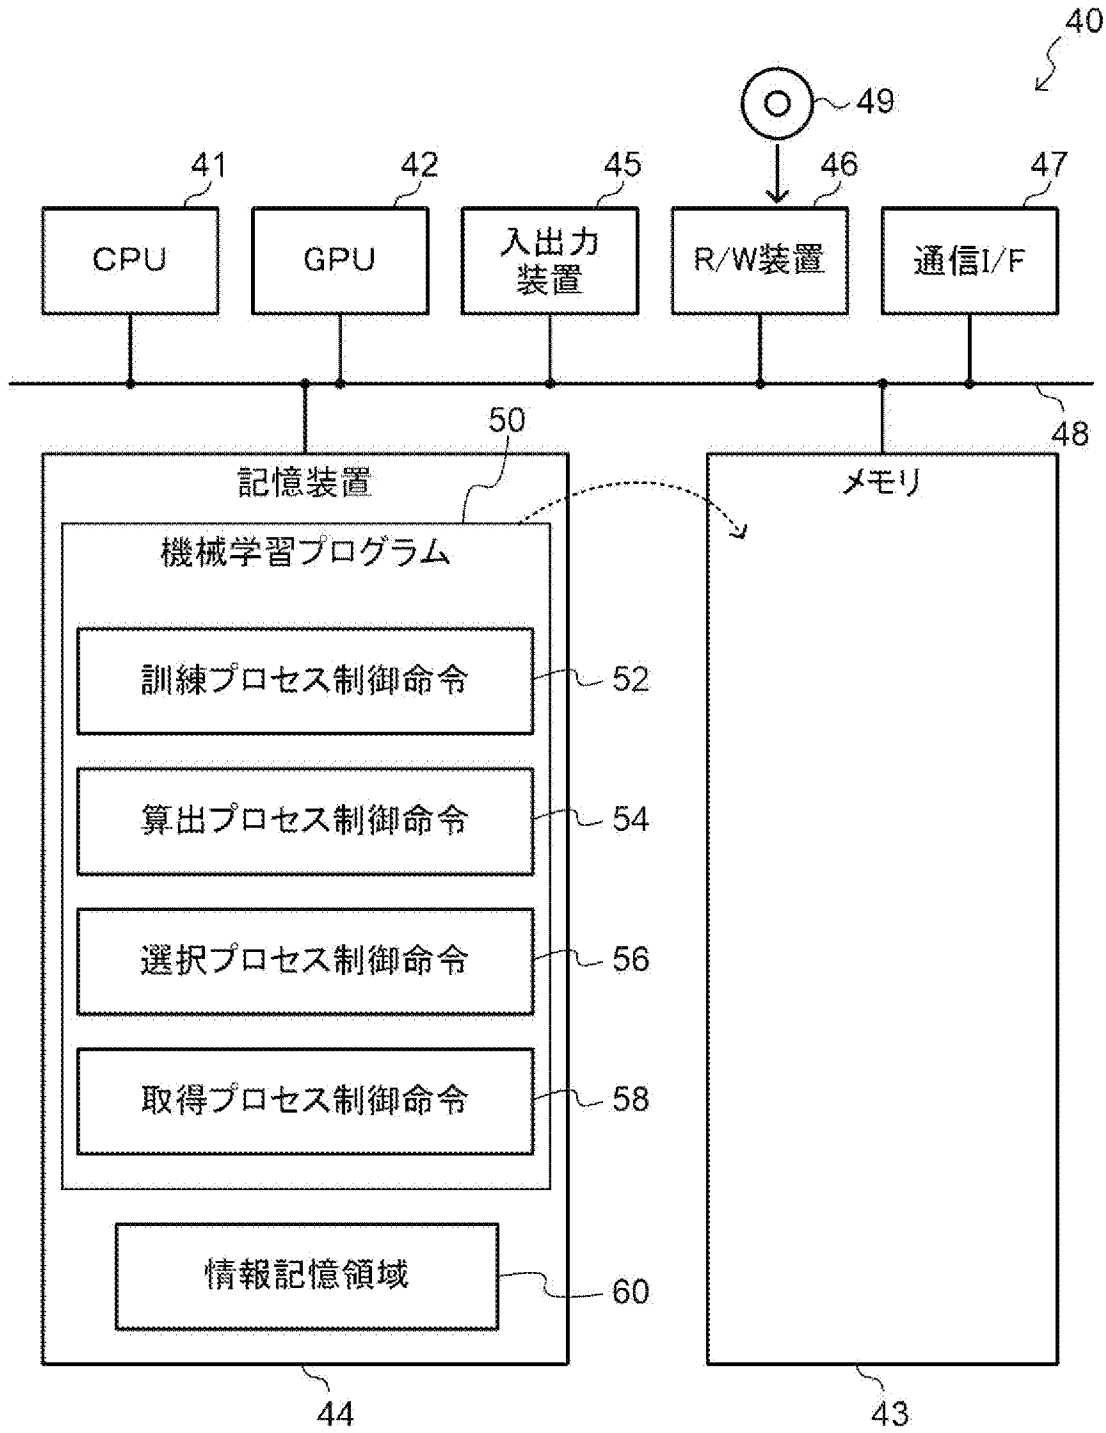 40
49
41
42
45
46
47
CPU
GPU
入出力
装置
R/W装置
通信I/F
48
50
記憶装置
メモリ
機械学習プログラム
訓練プロセス制御命令
52
算出プロセス制御命令
54
選択プロセス制御命令
56
取得プロセス制御命令
58
情報記憶領域
60
44
43